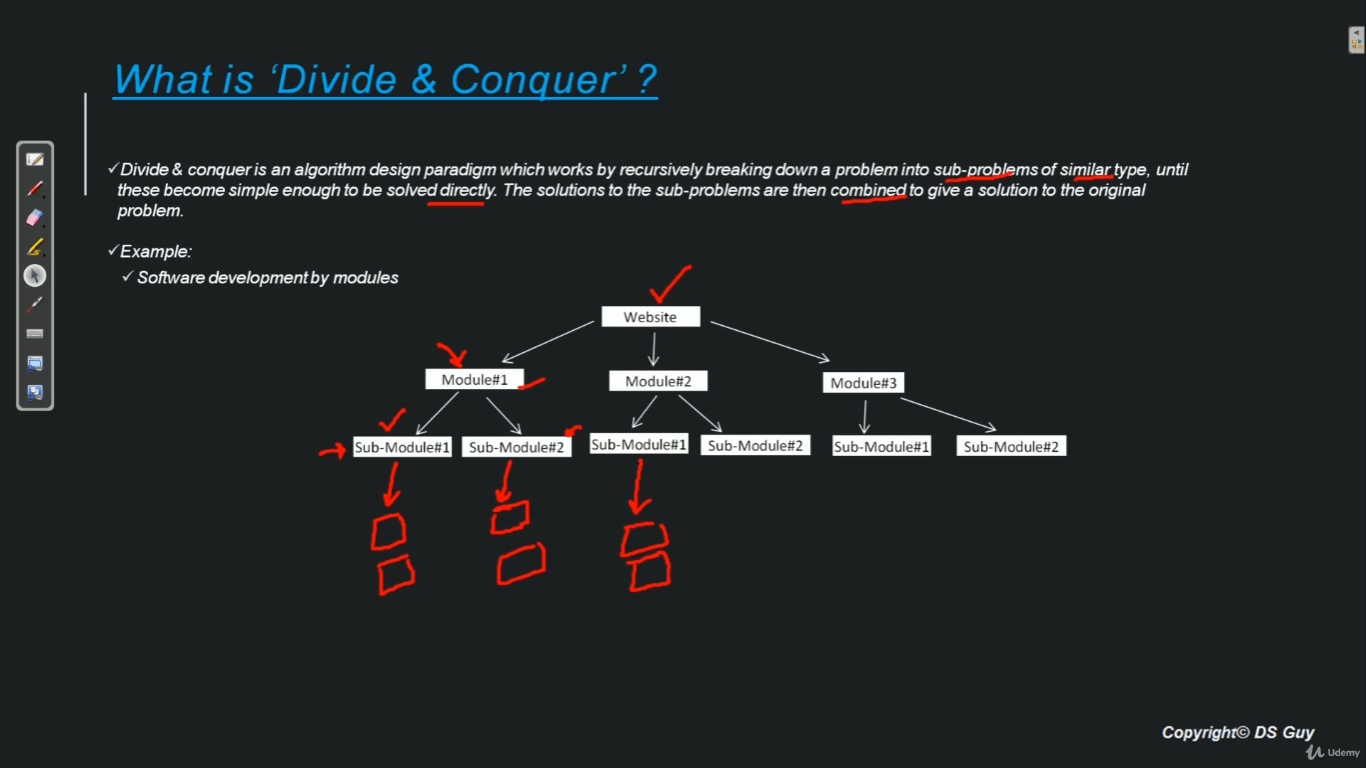 What is ‘Divide & Conquer’ ?
✓Divide & conquer is an algorithm design paradigm which works by recursively breaking down a problem into sub-problems of similar type, until
these become simple enough to be solved directly. The solutions to the sub-problems are then combined to give a solution to the original
problem.
✓Example:
✓ Software development by modules
Website
Module#1
Module#2
Module#3
Sub-Module#1
Sub-Module#2
Sub-Module#1
Sub-Module#2
Sub-Module#1
Sub-Module#2
Copyright© DS Guy
Udemy